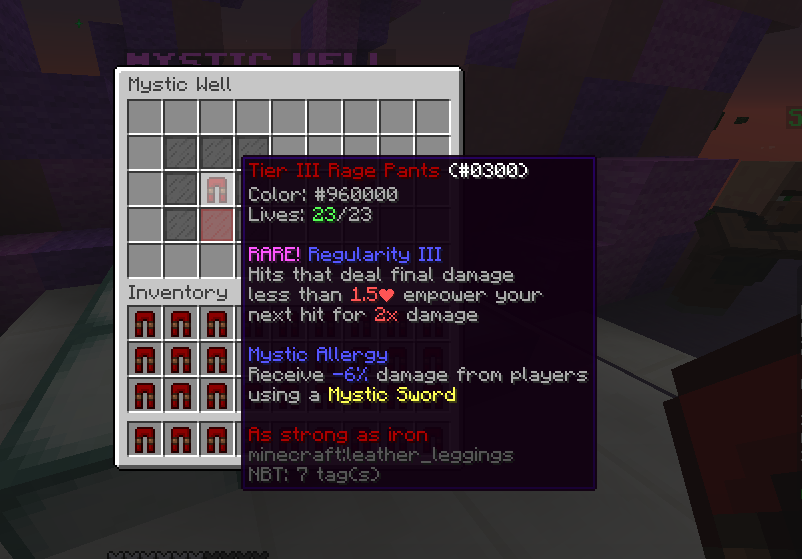 MYSTIC WELL
Mystic Well
Tier III Rage Pants (#0300)
Color: #960000
Lives: 23/23
RARE! Regularity III
Hits that deal final damage
less than 1.5❤ empower your
next hit for 2x damage
Mystic Allergy
Receive -6% damage from players
using a Mystic Sword
As strong as iron
minecraft:leather_leggings
NBT: 7 tag(s)
Inventory